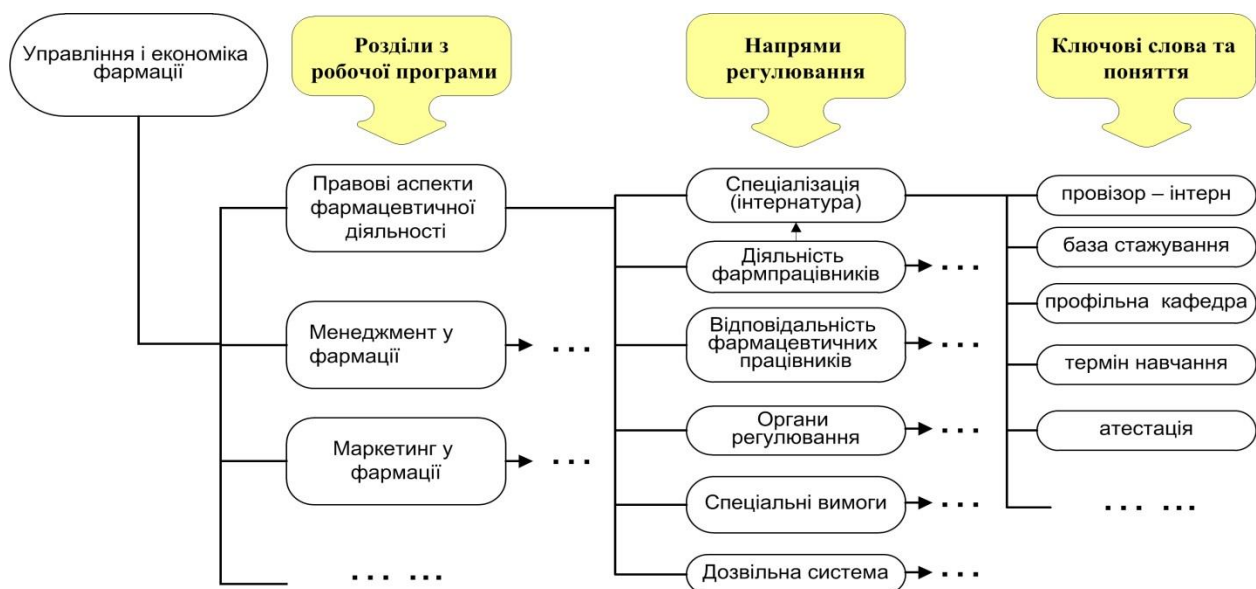 Управління і економіка
фармації
Розділи з
робочої програми
Напрями
регулювання
Ключові слова та
поняття
Правові аспекти
фармацевтичної
діяльності
Менеджмент у
фармації
. . .
Маркетинг у
фармації
. . .
... ...
Спеціалізація
(інтернатура)
Діяльність
фармпрацівників
. . .
Відповідальність
фармацевтичних
працівників
. . .
Органи
регулювання
. . .
Спеціальні вимоги
. . .
Дозвільна система
. . .
провізор – інтерн
база стажування
профільна кафедра
термін навчання
атестація
... ...